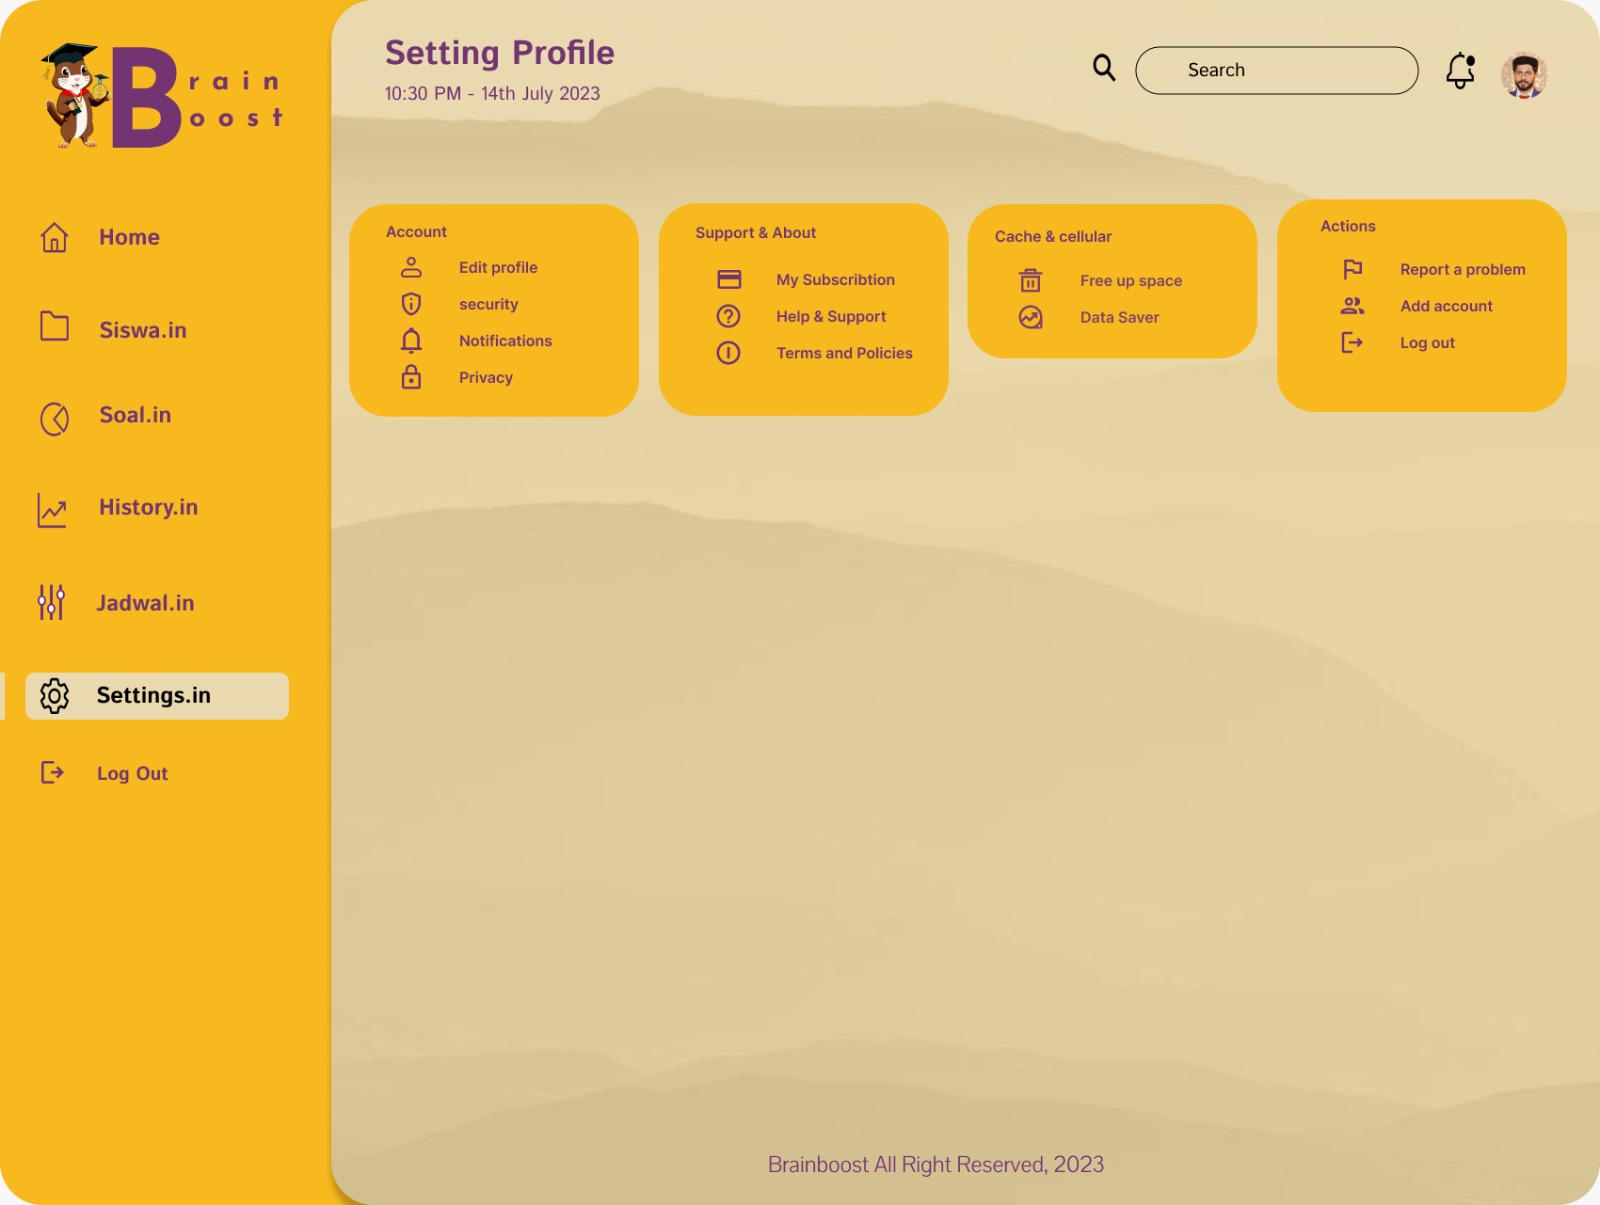 Brain
Boost
Home
Siswa.in
Soal.in
History.in
Jadwal.in
Settings.in
Log Out
Setting Profile
10:30 PM - 14th July 2023
Search
Account
Edit profile
security
Notifications
Privacy
Support & About
My Subscribtion
Help & Support
Terms and Policies
Cache & cellular
Free up space
Data Saver
Actions
Report a problem
Add account
Log out
Brainboost All Right Reserved, 2023